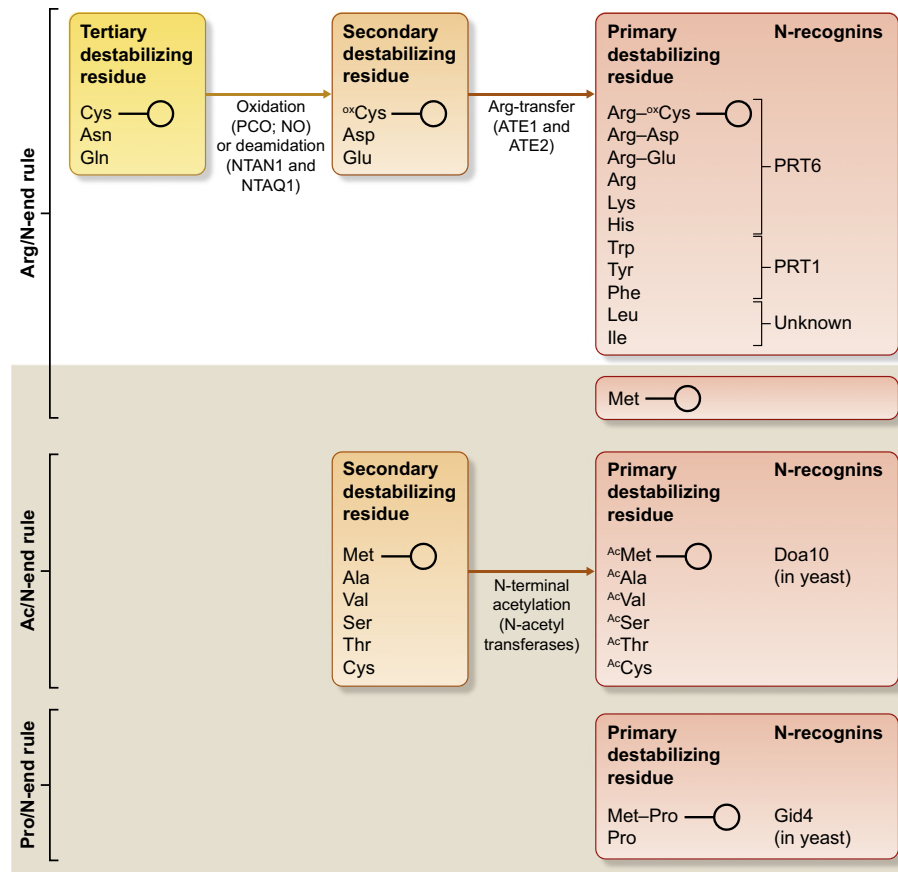 Arg/N-end rule
Tertiary
destabilizing
residue
Cys
Asn
Gln
Oxidation
(PCO; NO)
or deamidation
(NTAN1 and
NTAQ1)
Secondary
destabilizing
residue
oxCys
Asp
Glu
Arg-transfer
(ATE1 and
ATE2)
Primary
destabilizing
residue
N-recognins
Arg–oxCys
Arg–Asp
Arg–Glu
Arg
Lys
His
Trp
Tyr
Phe
Leu
Ile
PRT6
PRT1
Unknown
Met
Ac/N-end rule
Secondary
destabilizing
residue
Met
Ala
Val
Ser
Thr
Cys
N-terminal
acetylation
(N-acetyl
transferases)
Primary
destabilizing
residue
N-recognins
AcMet
AcAla
AcVal
AcSer
AcThr
AcCys
Doa10
(in yeast)
Pro/N-end rule
Primary
destabilizing
residue
N-recognins
Met–Pro
Pro
Gid4
(in yeast)